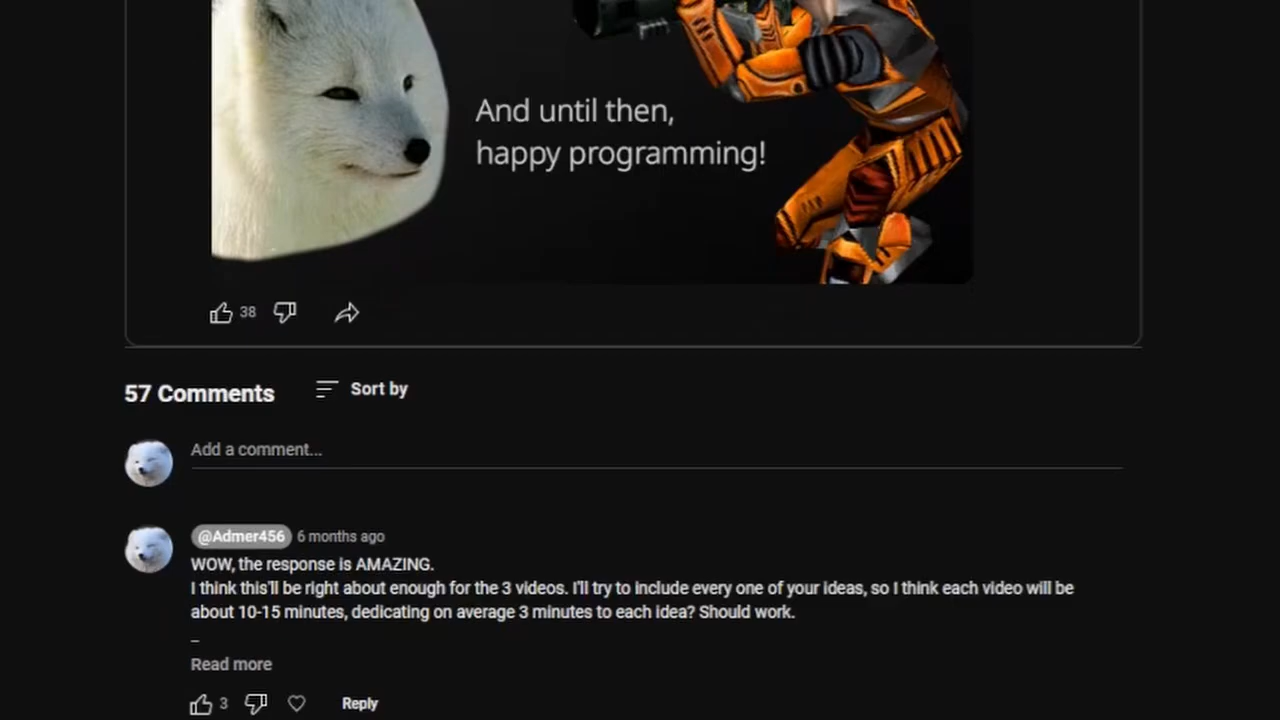 And until then,
happy programming!
38
57 Comments
Sort by
Add a comment...
@Admer456 6 months ago
WOW, the response is AMAZING.
I think this'll be right about enough for the 3 videos. I'll try to include every one of your ideas, so I think each video will be
about 10-15 minutes, dedicating on average 3 minutes to each idea? Should work.
_
Read more
3
Reply